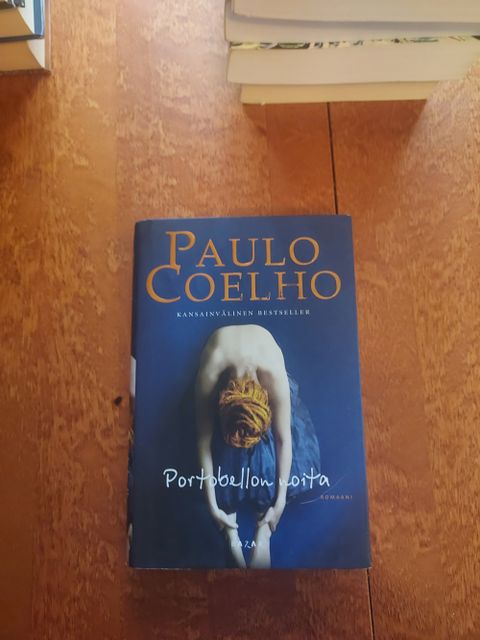 PAULO
COELHO
KANSAINVÄLINEN BESTSELLER
Portobellon noita
ROMAANI